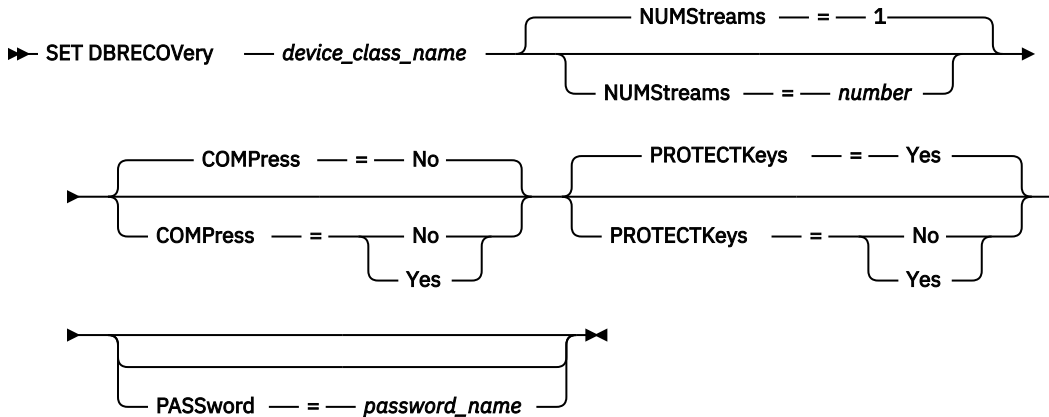 NUMStreams = 1
SET DBRECOVery device_class_name
NUMStreams = number
COMPress = No PROTECTKeys = Yes
COMPress = No PROTECTKeys = No
Yes Yes
PASSword = password_name